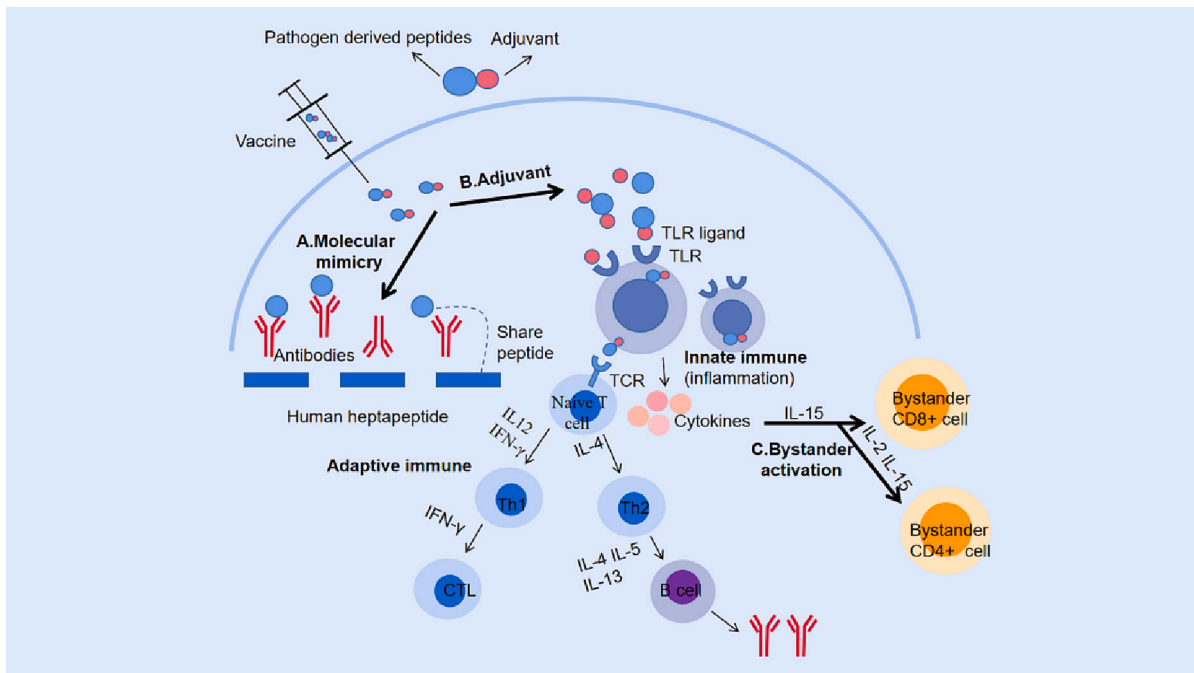 Pathogen derived peptides
Adjuvant
Vaccine
B.Adjuvant
A.Molecular
mimicry
TLR ligand
TLR
Antibodies
Share
peptide
Innate immune
(inflammation)
TCR
Human heptapeptide
Naive T
cell
Cytokines
IL-15
Bystander
CD8+ cell
IL12
IFN-γ
IL-4
C.Bystander
activation
IL-2 IL-15
Adaptive immune
Th1
Th2
Bystander
CD4+ cell
IFN-γ
IL-4 IL-5
IL-13
CTL
B cell